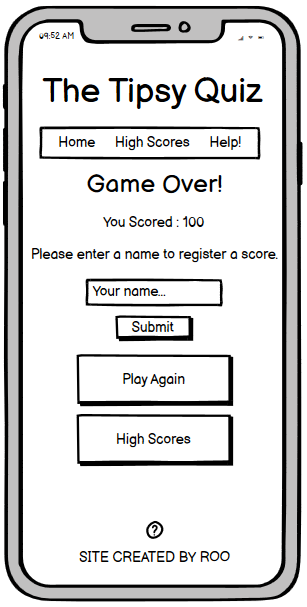 09:52 AM
The Tipsy Quiz
Home High Scores Help!
Game Over!
You Scored : 100
Please enter a name to register a score.
Your name...
Submit
Play Again
High Scores
?
SITE CREATED BY ROO